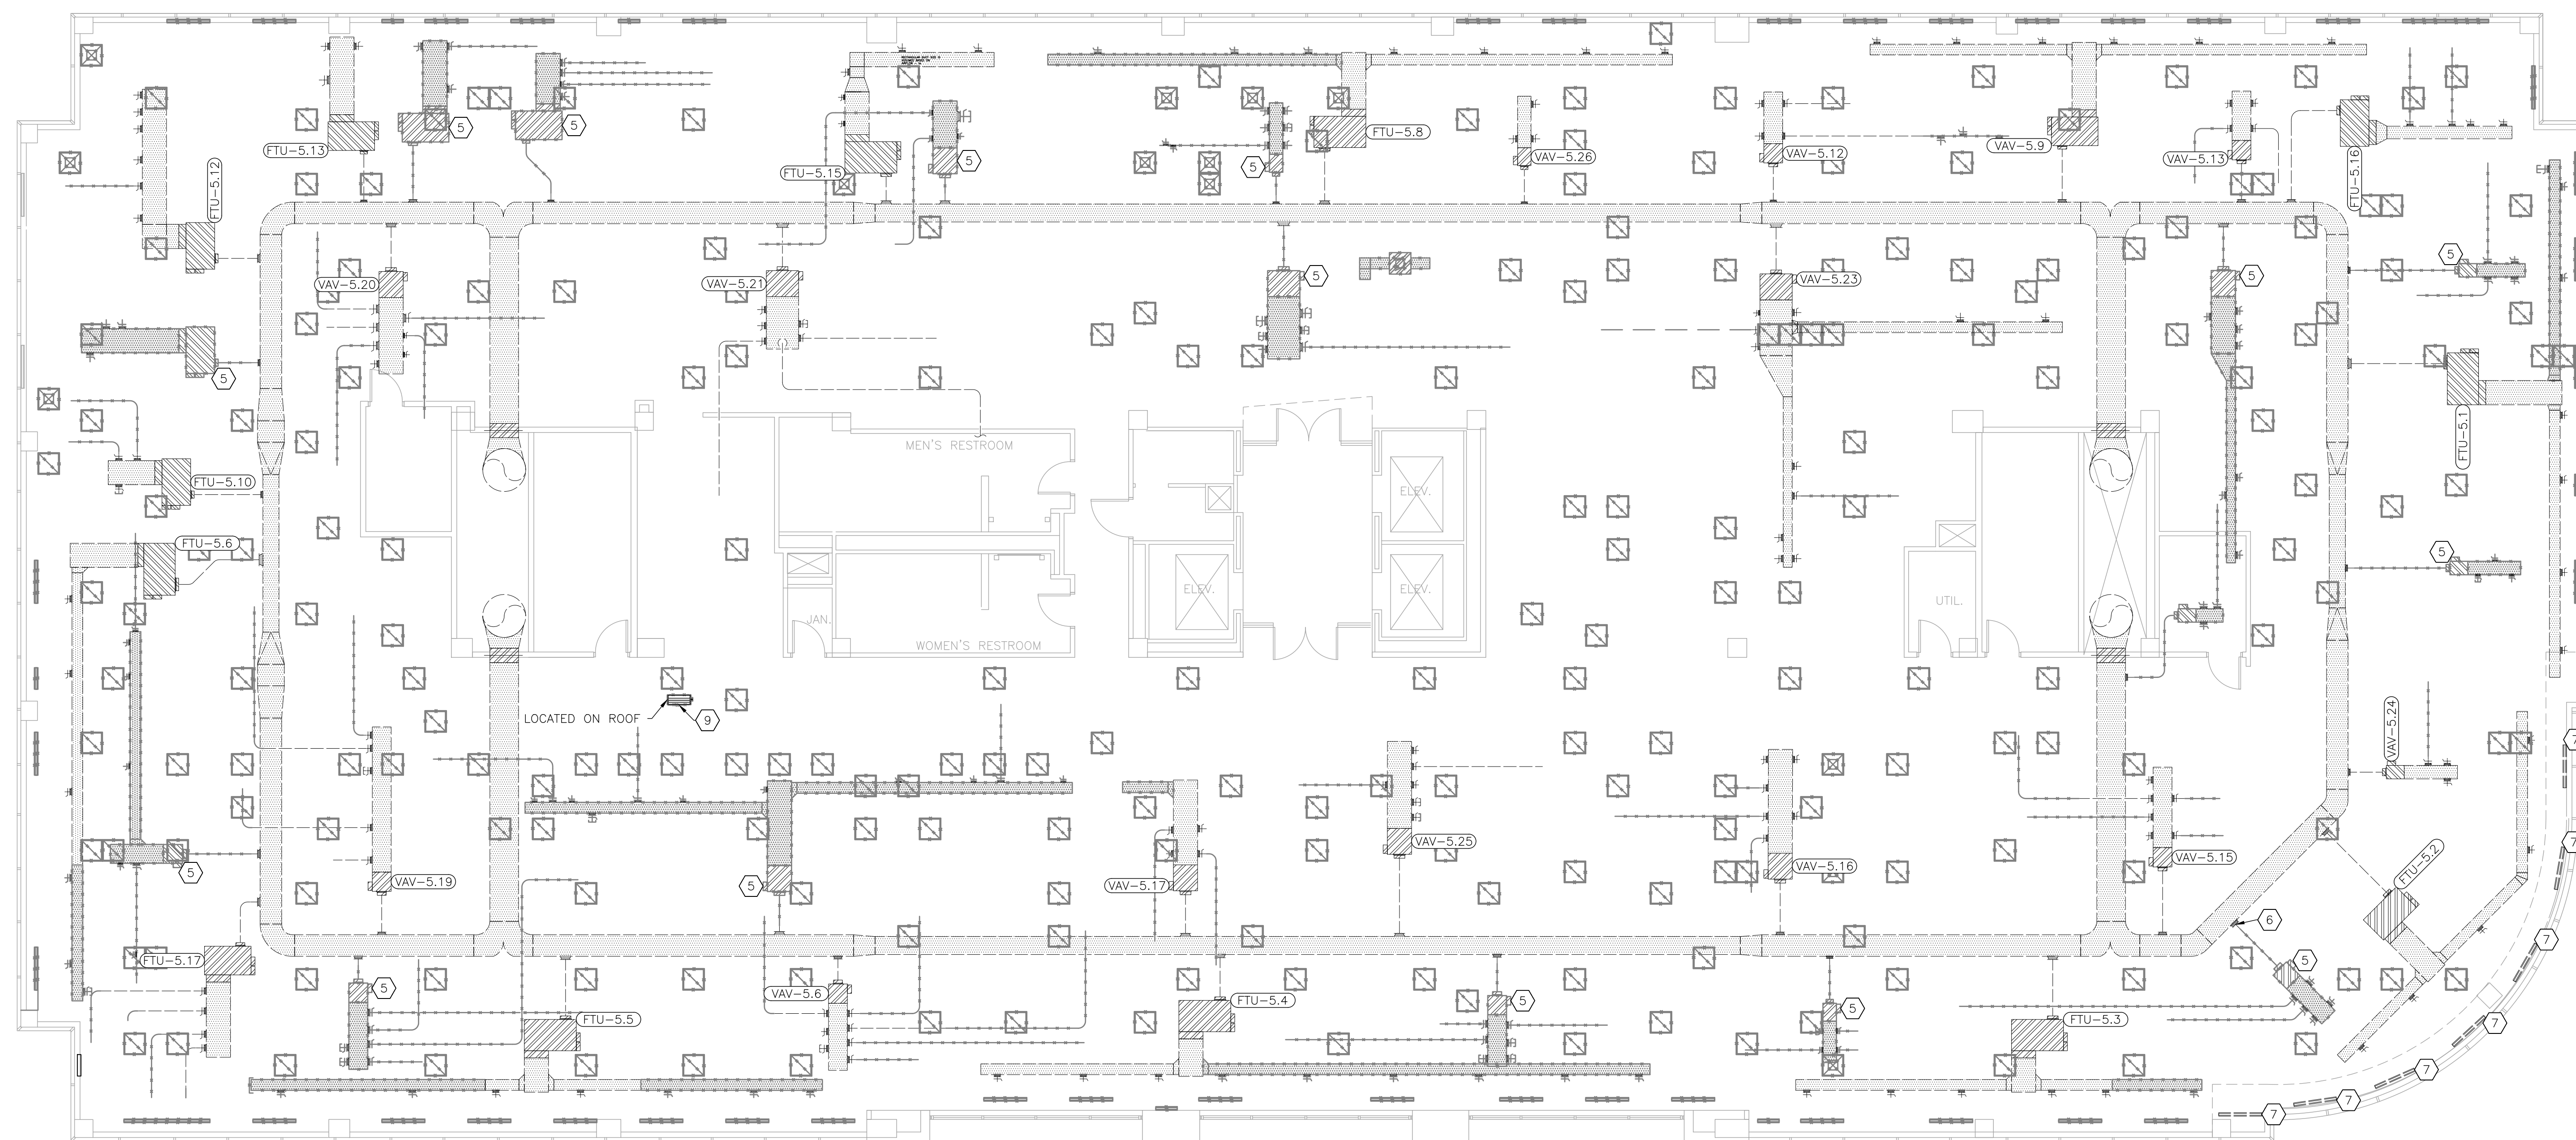 RECTANGULAR DUCT SIZE IS
FTU-5.13
5
5
FTU-5.12
FTU-5.15
5
5
FTU-5.8
VAV-5.26
VAV-5.12
VAV-5.9
VAV-5.13
FTU-5.16
VAV-5.20
VAV-5.21
5
VAV-5.23
5
5
5
FTU-5.1
FTU-5.10
MEN'S RESTROOM
ELEV.
FTU-5.6
5
ELEV.
ELEV.
UTIL.
JAN.
WOMEN'S RESTROOM
LOCATED ON ROOF
9
VAV-5.24
7
7
VAV-5.25
VAV-5.15
VAV-5.16
FTU-5.2
5
VAV-5.19
5
VAV-5.17
6
7
FTU-5.17
5
5
VAV-5.6
5
FTU-5.4
5
FTU-5.5
FTU-5.3
7
7
7
7